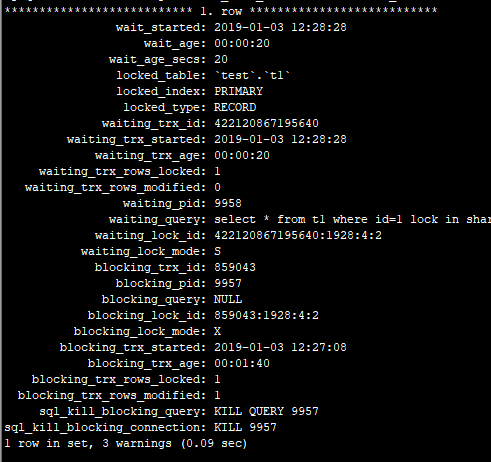 *************************** 1. row ***************************
wait_started: 2019-01-03 12:28:28
wait_age: 00:00:20
wait_age_secs: 20
locked_table: `test`.`t1`
locked_index: PRIMARY
locked_type: RECORD
waiting_trx_id: 422120867195640
waiting_trx_started: 2019-01-03 12:28:28
waiting_trx_age: 00:00:20
waiting_trx_rows_locked: 1
waiting_trx_rows_modified: 0
waiting_pid: 9958
waiting_query: select * from t1 where id=1 lock in shar
waiting_lock_id: 422120867195640:1928:4:2
waiting_lock_mode: S
blocking_trx_id: 859043
blocking_pid: 9957
blocking_query: NULL
blocking_lock_id: 859043:1928:4:2
blocking_lock_mode: X
blocking_trx_started: 2019-01-03 12:27:08
blocking_trx_age: 00:01:40
blocking_trx_rows_locked: 1
blocking_trx_rows_modified: 1
sql_kill_blocking_query: KILL QUERY 9957
sql_kill_blocking_connection: KILL 9957
1 row in set, 3 warnings (0.09 sec)